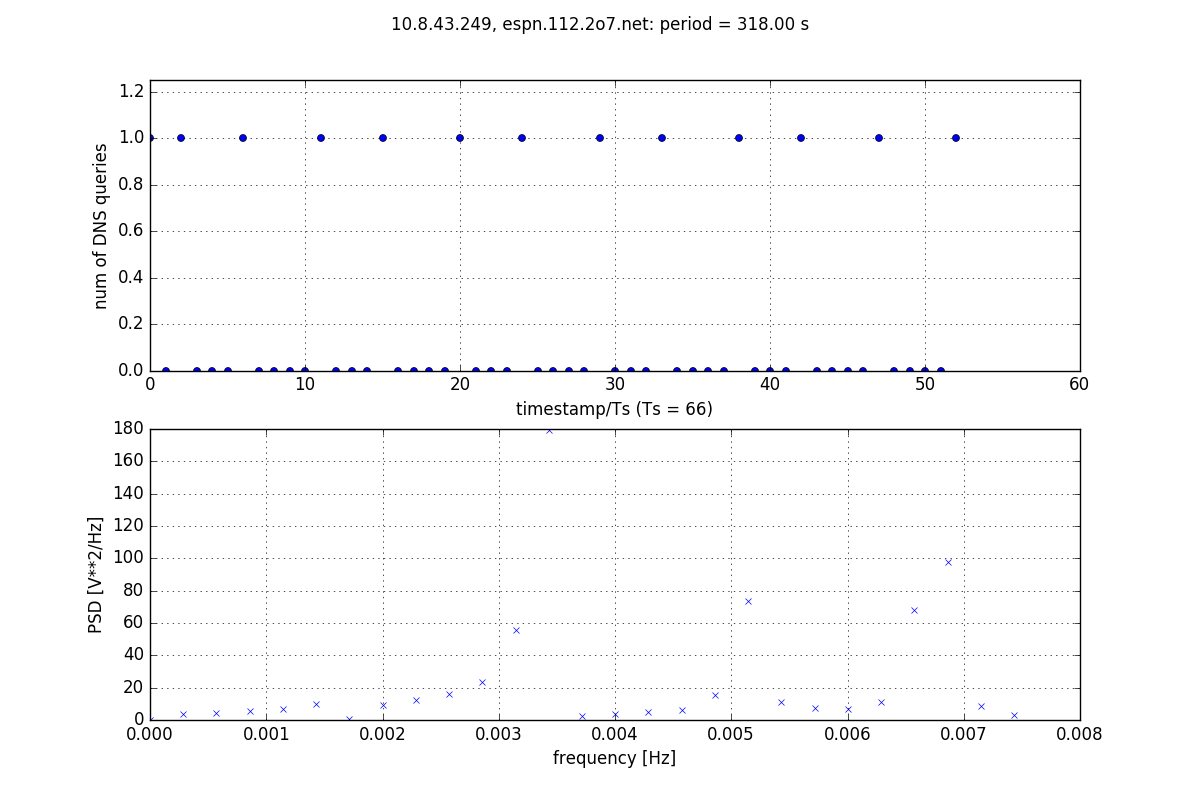 10.8.43.249, espn.112.2o7.net: period = 318.00 s
1.2
1.0
0.8
0.6
0.4
0.2
0.0
num of DNS queries
0 10 20 30 40 50 60
timestamp/Ts (Ts = 66)
180
160
140
120
100
80
60
40
20
0
PSD [V**2/Hz]
0.000 0.001 0.002 0.003 0.004 0.005 0.006 0.007 0.008
frequency [Hz]